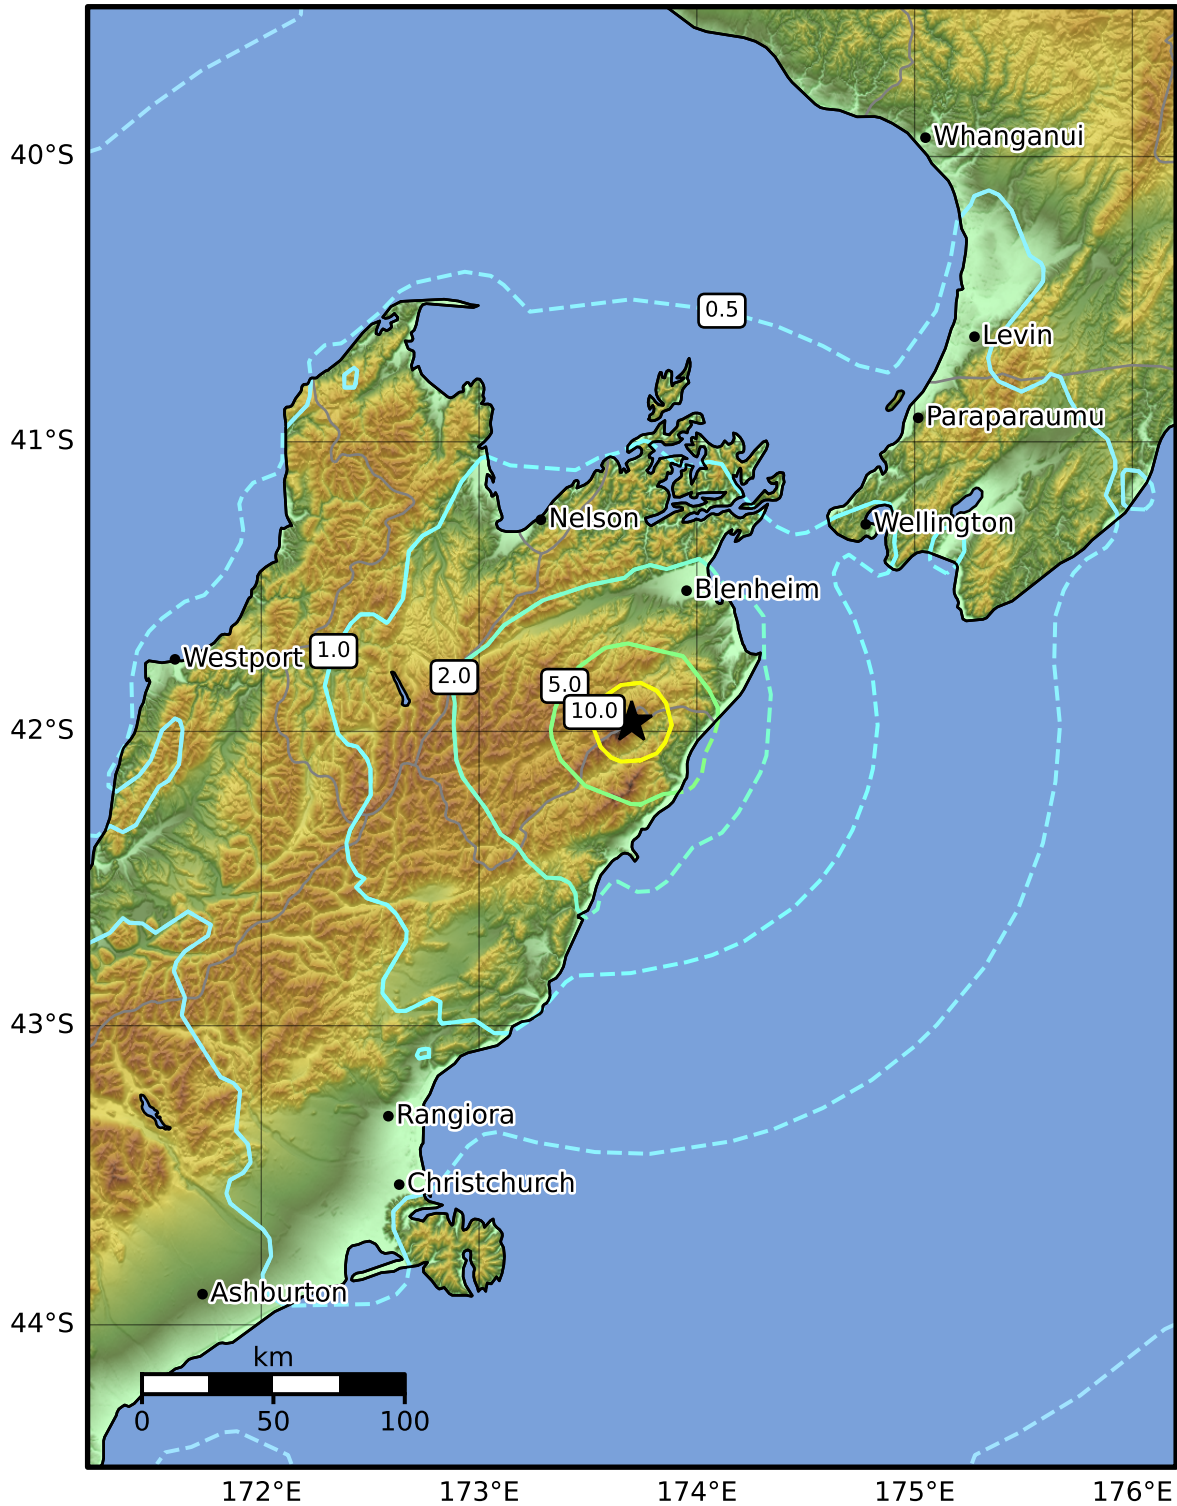 Whanganui
40°S
0.5
Levin
Paraparaumu
41°S
Nelson
Wellington
Blenheim
1.0
Westport
2.0
5.0
10.0
42°S
43°S
Rangiora
Christchurch
Ashburton
44°S
km
0 50 100
172°E 173°E 174°E 175°E 176°E